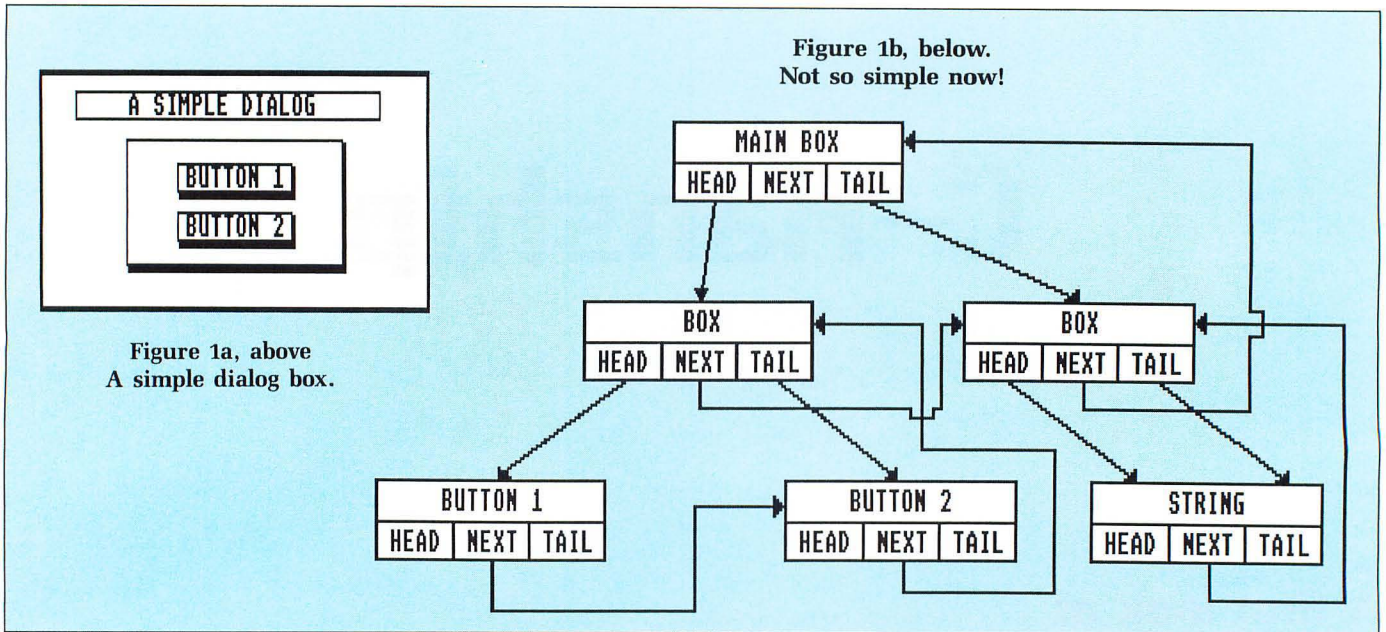 A SIMPLE DIALOG
BUTTON 1
BUTTON 2
Figure 1a, above
A simple dialog box.
Figure 1b, below.
Not so simple now!
MAIN BOX
HEAD NEXT TAIL
BOX
HEAD NEXT TAIL
BOX
HEAD NEXT TAIL
BUTTON 1
HEAD NEXT TAIL
BUTTON 2
HEAD NEXT TAIL
STRING
HEAD NEXT TAIL